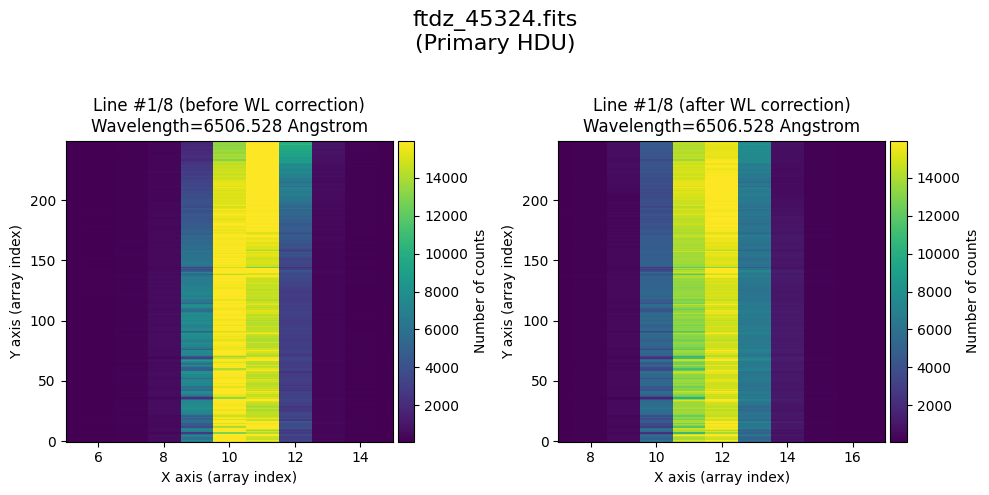 ftdz_45324.fits
(Primary HDU)
Line #1/8 (before WL correction)
Wavelength=6506.528 Angstrom
200
150
100
50
0
Y axis (array index)
6 8 10 12 14
X axis (array index)
14000
12000
10000
8000
6000
4000
2000
Number of counts
Line #1/8 (after WL correction)
Wavelength=6506.528 Angstrom
200
150
100
50
0
Y axis (array index)
8 10 12 14 16
X axis (array index)
14000
12000
10000
8000
6000
4000
2000
Number of counts